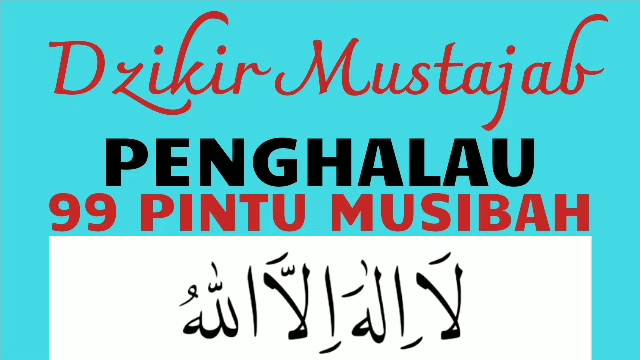 Dzikir Mustajab
PENGHALAU
99 PINTU MUSIBAH
لَا اِلٰهَ اِلَّا اللّٰهُ